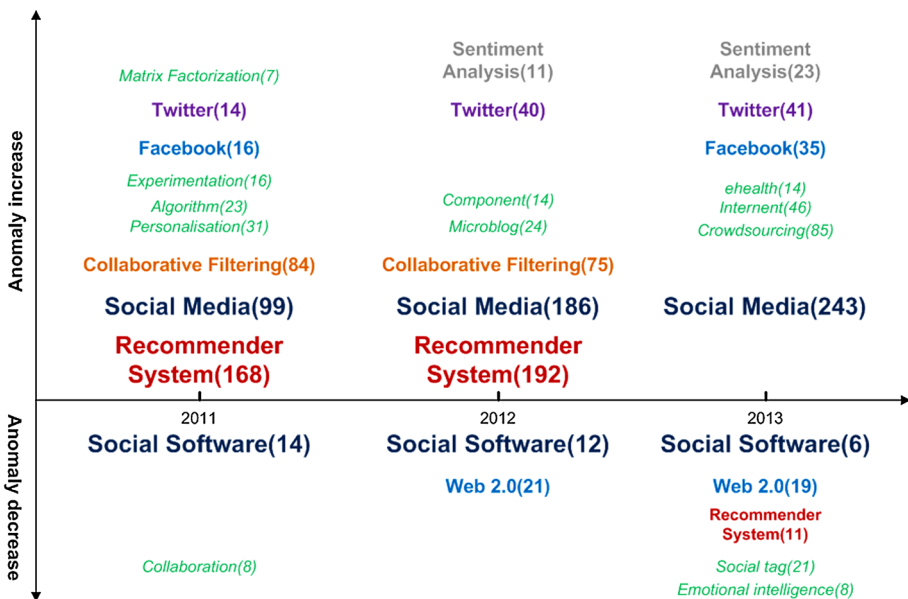 Anomaly increase
Matrix Factorization(7)
Twitter(14)
Facebook(16)
Experimentation(16)
Algorithm(23)
Personalisation(31)
Collaborative Filtering(84)
Social Media(99)
Recommender
System(168)
Sentiment
Analysis(11)
Twitter(40)
Component(14)
Microblog(24)
Collaborative Filtering(75)
Social Media(186)
Recommender
System(192)
Sentiment
Analysis(23)
Twitter(41)
Facebook(35)
ehealth(14)
Internent(46)
Crowdsourcing(85)
Social Media(243)
2011
2012
2013
Anomaly decrease
Social Software(14)
Collaboration(8)
Social Software(12)
Web 2.0(21)
Social Software(6)
Web 2.0(19)
Recommender
System(11)
Social tag(21)
Emotional intelligence(8)